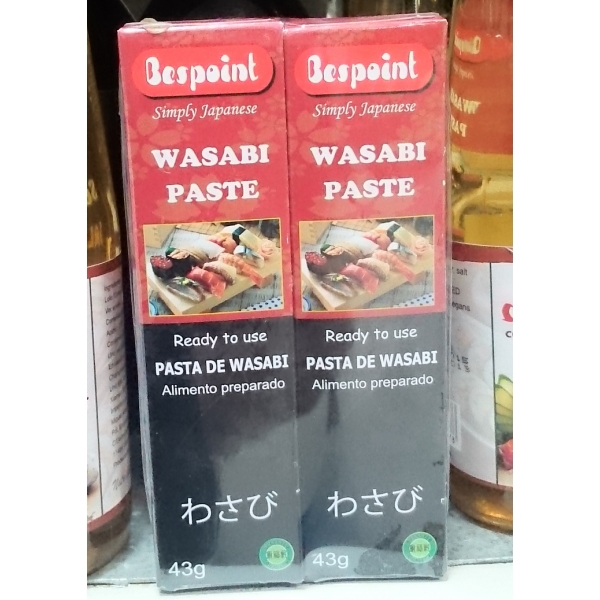 Bespoint
Simply Japanese
WASABI
PASTE
Ready to use
PASTA DE WASABI
Alimento preparado
わさび
43g
Bespoint
Simply Japanese
WASABI
PASTE
Ready to use
PASTA DE WASABI
Alimento preparado
わさび
43g